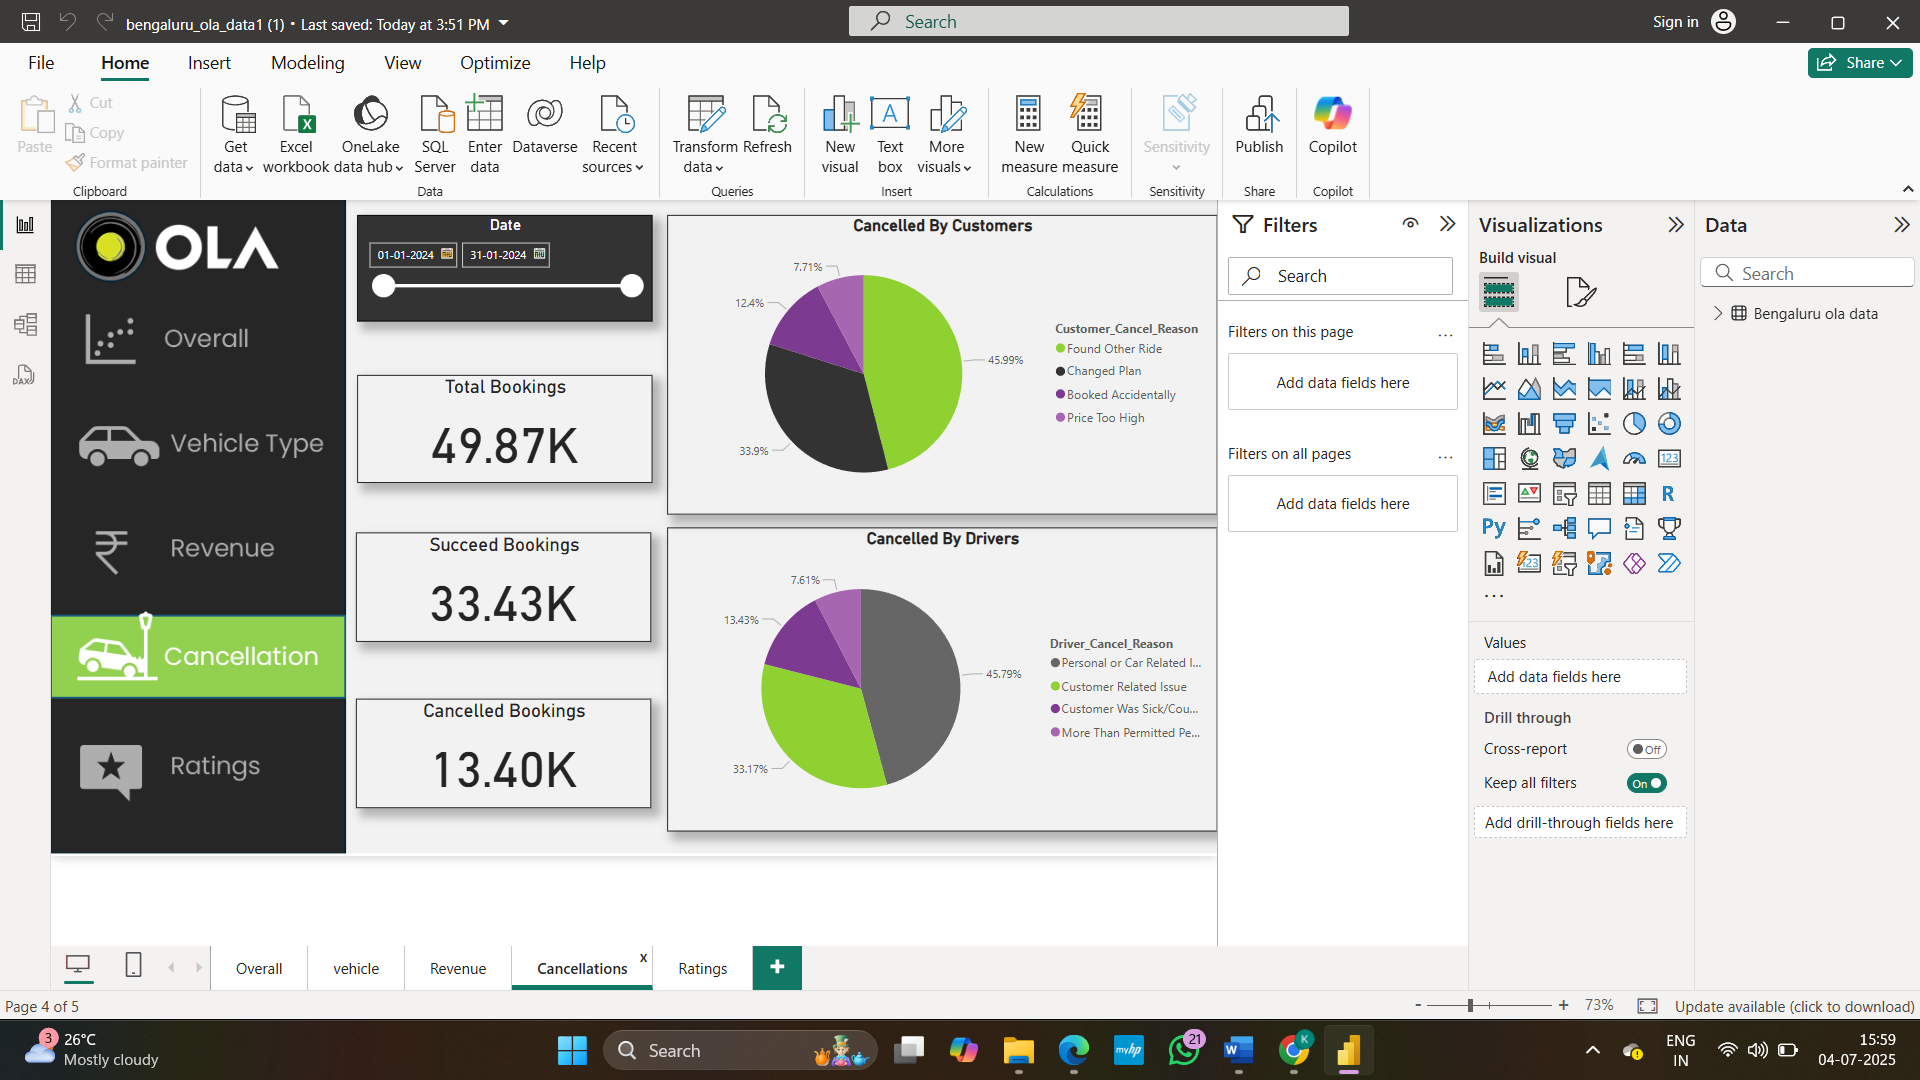 bengaluru_ola_data1 (1) • Last saved: Today at 3:51 PM
Search
Sign in
File
Home
Insert
Modeling
View
Optimize
Help
Share
Paste
Cut
Copy
Format painter
Clipboard
Get data
Excel workbook
OneLake data hub
SQL Server
Enter data
Dataverse
Recent sources
Data
Transform data
Refresh
Queries
New visual
Text box
More visuals
Insert
New measure
Quick measure
Calculations
Sensitivity
Sensitivity
Publish
Share
Copilot
Copilot
OLA
Overall
Vehicle Type
Revenue
Cancellation
Ratings
Date
01-01-2024
31-01-2024
Total Bookings
49.87K
Succeed Bookings
33.43K
Cancelled Bookings
13.40K
Cancelled By Customers
7.71%
12.4%
45.99%
33.9%
Customer_Cancel_Reason
Found Other Ride
Changed Plan
Booked Accidentally
Price Too High
Cancelled By Drivers
7.61%
13.43%
45.79%
33.17%
Driver_Cancel_Reason
Personal or Car Related I...
Customer Related Issue
Customer Was Sick/Cou...
More Than Permitted Pe...
Filters
Search
Filters on this page
...
Add data fields here
Filters on all pages
...
Add data fields here
Visualizations
Build visual
123
R
Py
123
...
Values
Add data fields here
Drill through
Cross-report
Off
Keep all filters
On
Add drill-through fields here
Data
Search
Bengaluru ola data
DAX
Overall
vehicle
Revenue
Cancellations
x
Ratings
+
Page 4 of 5
- + 73%
Update available (click to download)
3
26°C
Mostly cloudy
Search
myhp
21
W
K
ENG
IN
15:59
04-07-2025